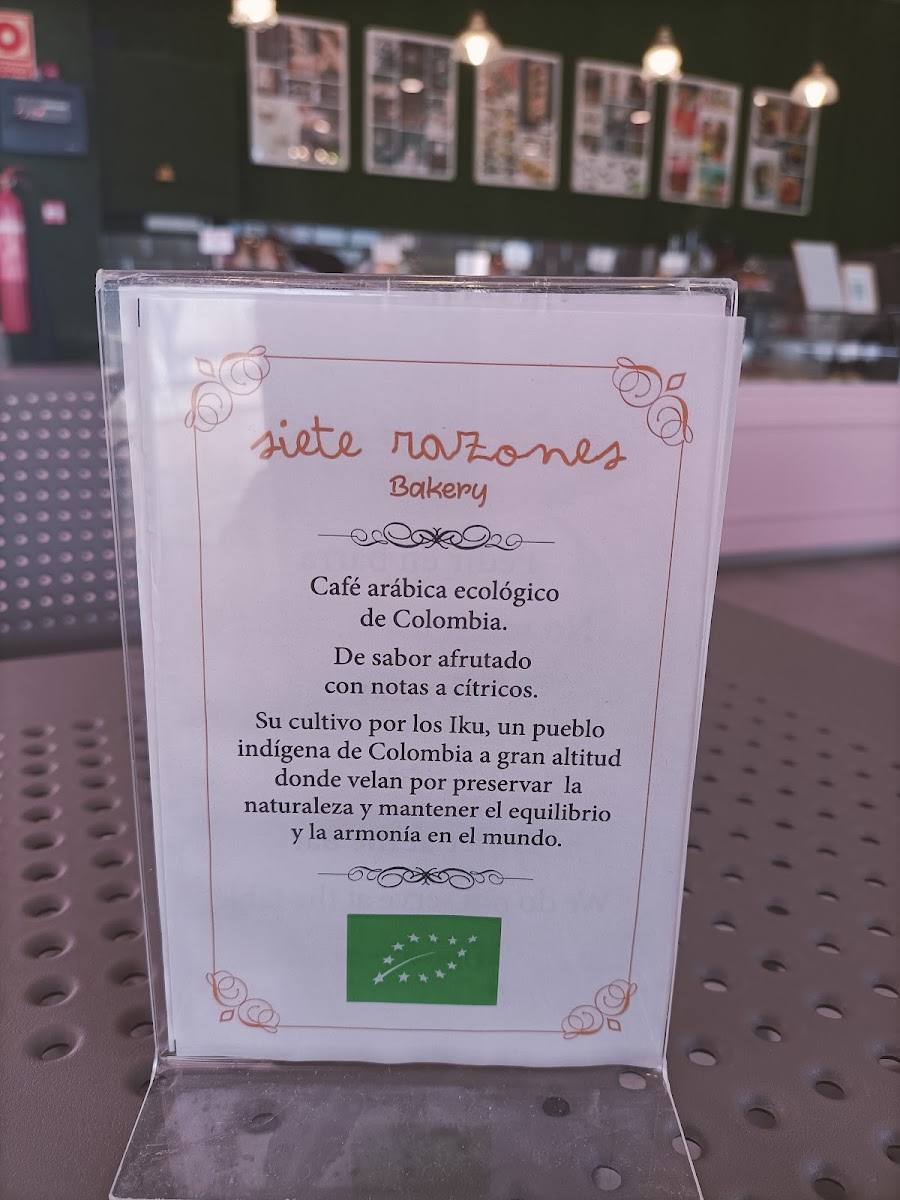 siete razones
Bakery
Café arábica ecológico
de Colombia.
De sabor afrutado
con notas a cítricos.
Su cultivo por los Iku, un pueblo
indígena de Colombia a gran altitud
donde velan por preservar la
naturaleza y mantener el equilibrio
y la armonía en el mundo.